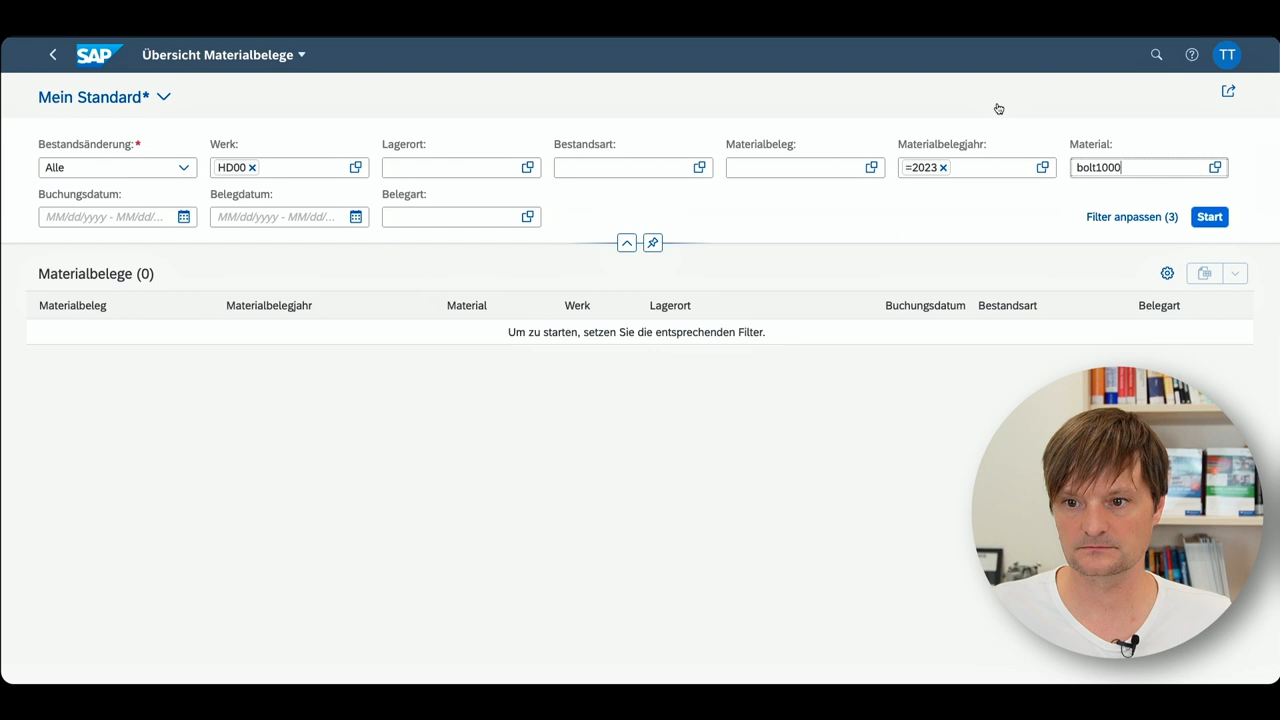 SAP Übersicht Materialbelege TT
Mein Standard*
Bestandsänderung:* Werk: Lagerort: Bestandsart: Materialbeleg: Materialbelegjahr: Material:
Alle HD00 =2023 bolt1000
Buchungsdatum: Belegdatum: Belegart:
MM/dd/yyyy - MM/dd/... MM/dd/yyyy - MM/dd/... Filter anpassen (3) Start
Materialbelege (0)
Materialbeleg Materialbelegjahr Material Werk Lagerort Buchungsdatum Bestandsart Belegart
Um zu starten, setzen Sie die entsprechenden Filter.